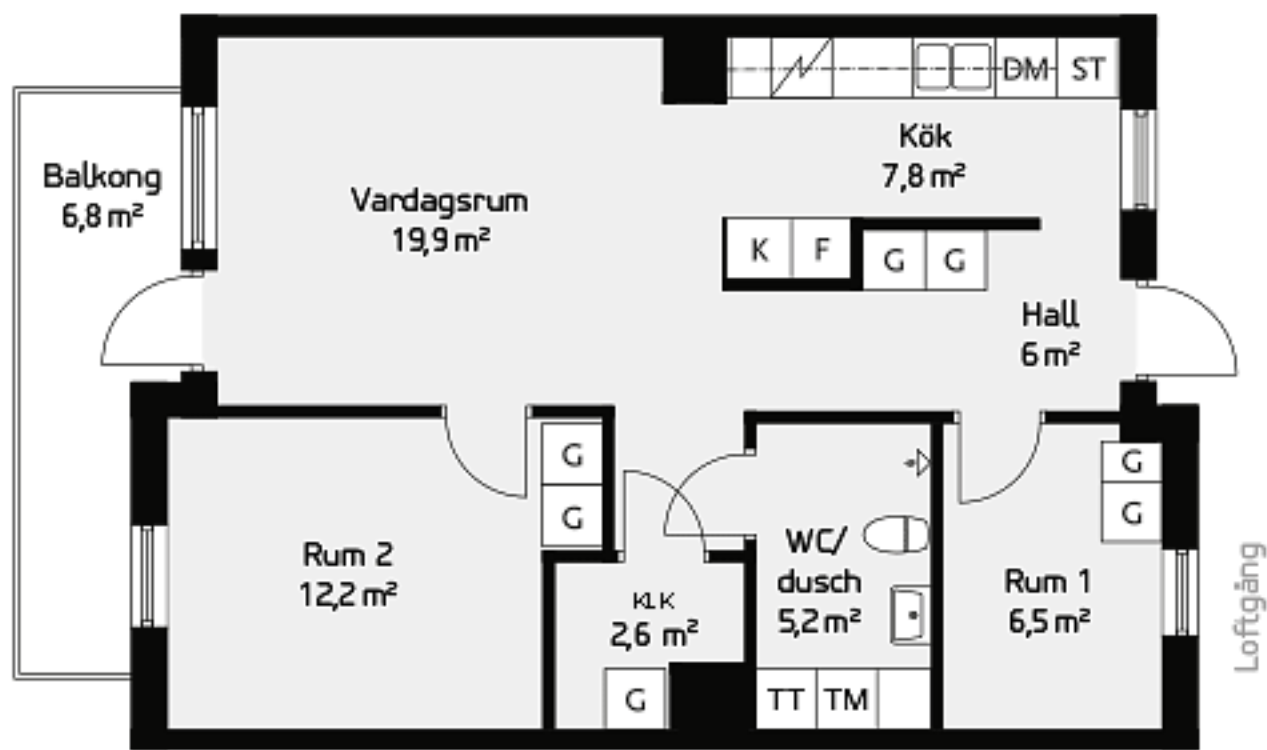 DM ST
Kök
7,8 m²
Balkong
6,8 m²
Vardagsrum
19,9 m²
K F
G G
Hall
6 m²
G
G
G
G
Rum 2
12,2 m²
KLK
2,6 m²
WC/
dusch
5,2 m²
Rum 1
6,5 m²
Loftgång
G
TT TM